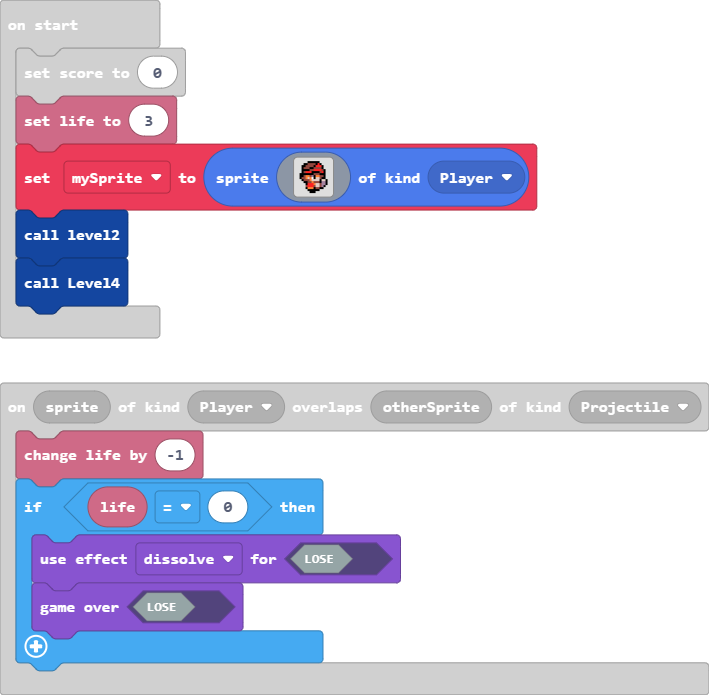 on start
set score to 0
set life to 3
set mySprite to sprite of kind Player
call level2
call Level4
on sprite of kind Player overlaps otherSprite of kind Projectile
change life by -1
if life = 0 then
use effect dissolve for LOSE
game over LOSE